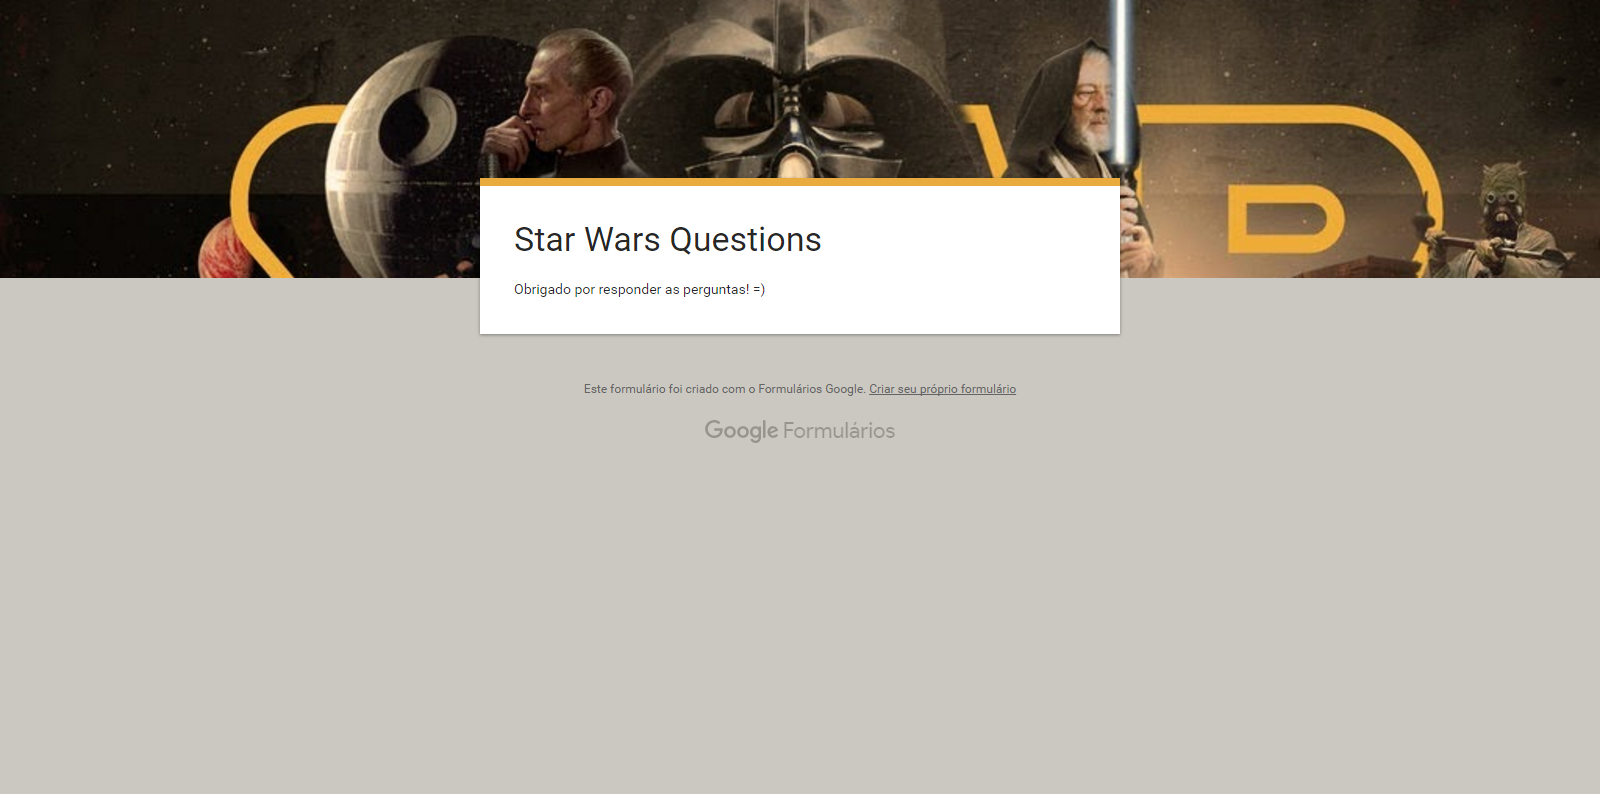 Star Wars Questions
Obrigado por responder as perguntas! =)
Este formulário foi criado com o Formulários Google. Criar seu próprio formulário
Google Formulários